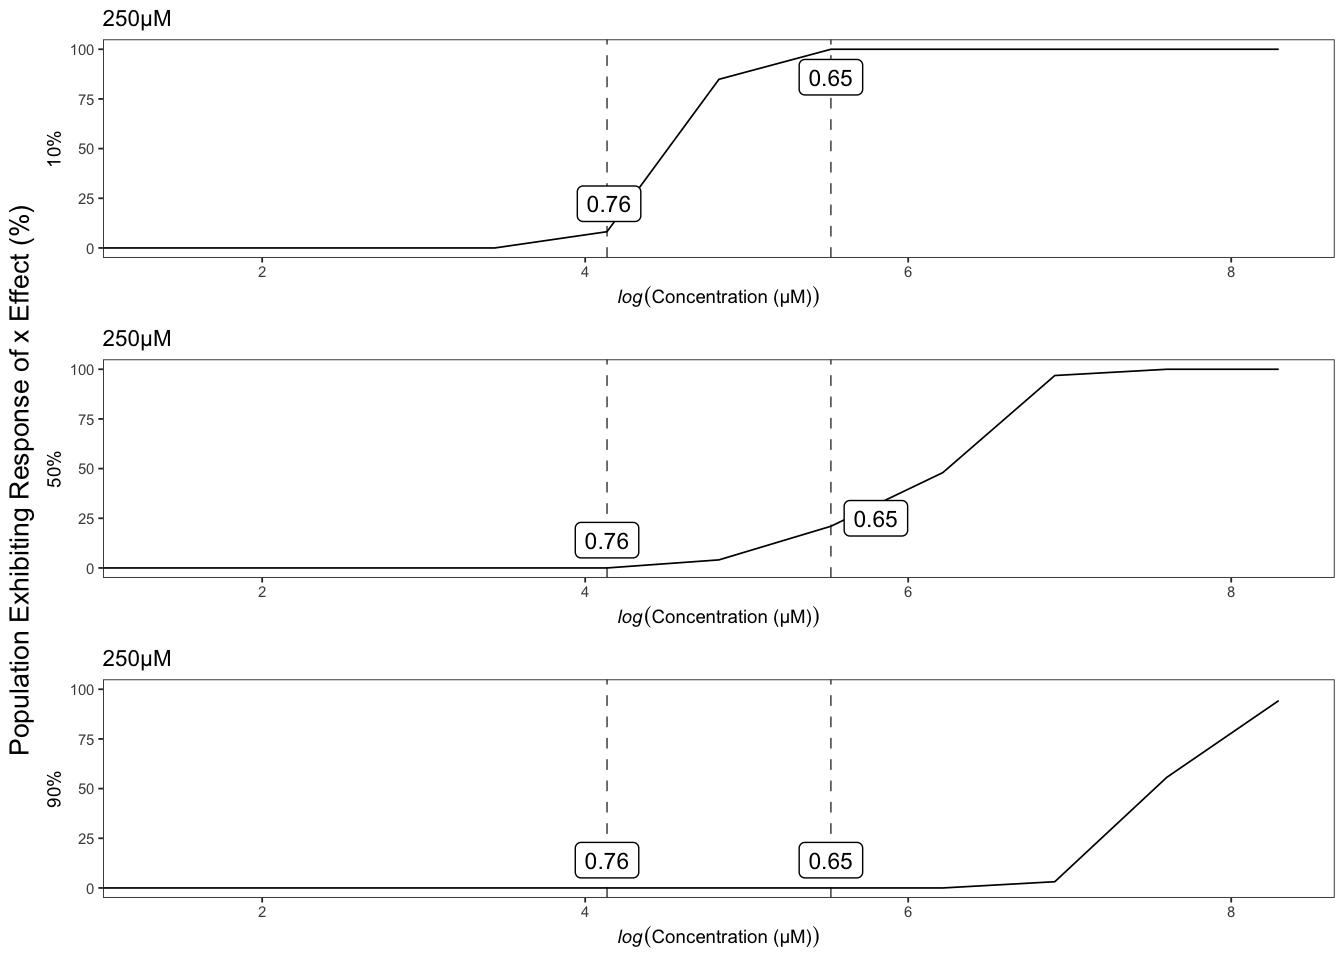 Population Exhibiting Response of x Effect (%)
250µM
10%
100
75
50
25
0
0.76
0.65
2 4 6 8
log(Concentration (µM))
250µM
50%
100
75
50
25
0
0.76
0.65
2 4 6 8
log(Concentration (µM))
250µM
90%
100
75
50
25
0
0.76 0.65
2 4 6 8
log(Concentration (µM))